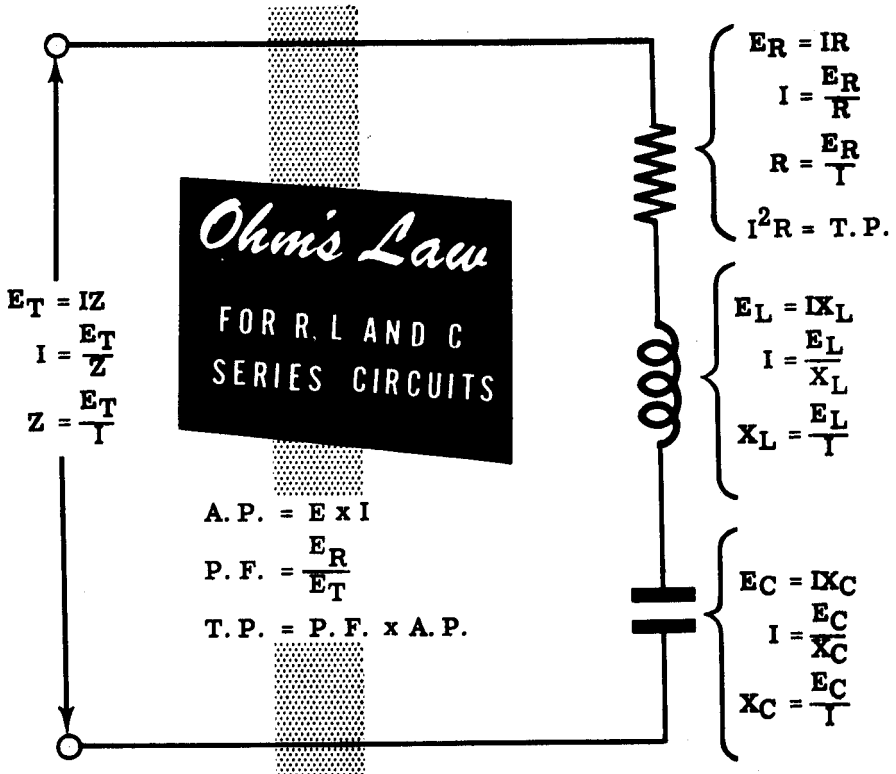 Ohm's Law
FOR R, L AND C
SERIES CIRCUITS
E_T = IZ
I = E_T/Z
Z = E_T/I
A.P. = E x I
P.F. = E_R/E_T
T.P. = P.F. x A.P.
E_R = IR
I = E_R/R
R = E_R/I
I²R = T.P.
E_L = IX_L
I = E_L/X_L
X_L = E_L/I
E_C = IX_C
I = E_C/X_C
X_C = E_C/I